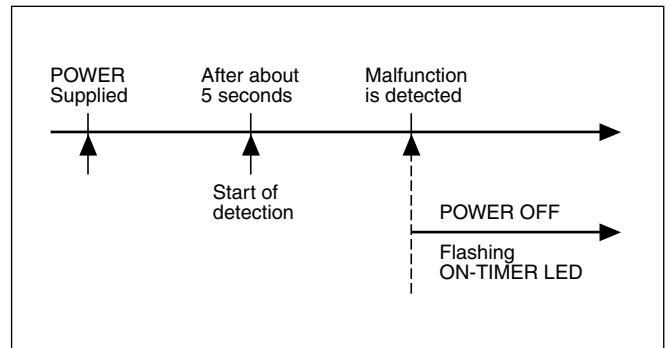 POWER
Supplied
After about
5 seconds
Malfunction
is detected
Start of
detection
POWER OFF
Flashing
ON-TIMER LED